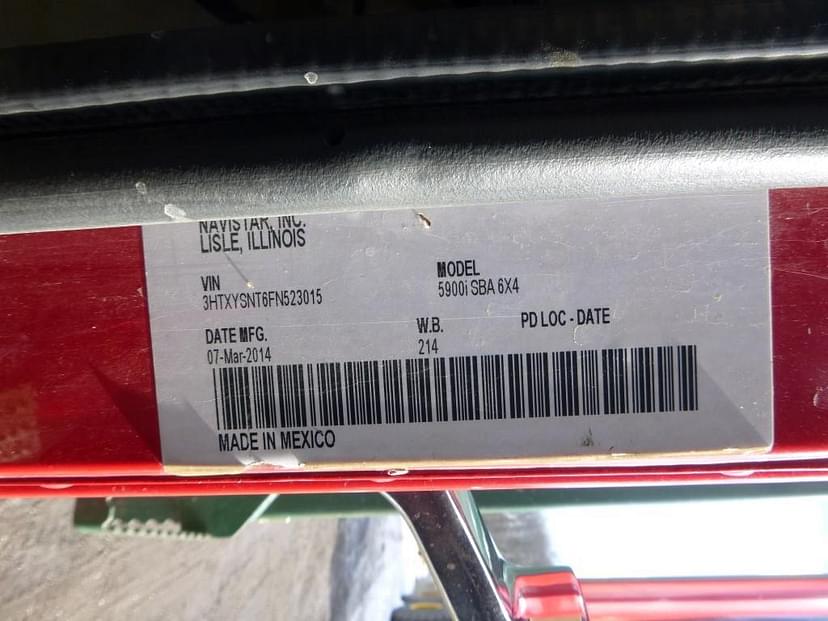 NAVISTAR, INC.
LISLE, ILLINOIS
VIN
3HTXYSNT6FN523015
MODEL
5900i SBA 6X4
DATE MFG.
07-Mar-2014
W.B.
214
PD LOC - DATE
MADE IN MEXICO